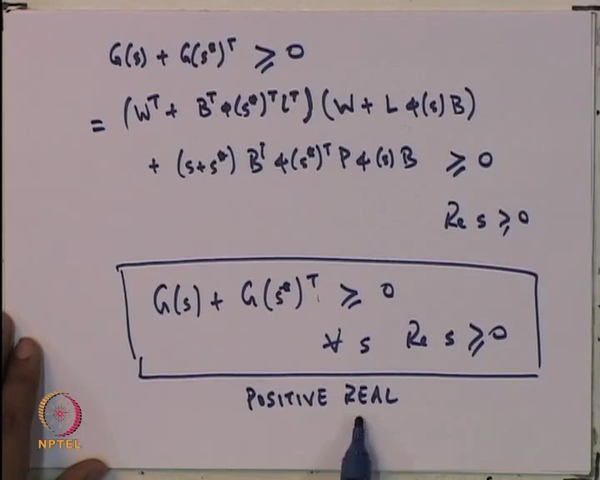 G(s) + G(s*)ᵀ ≥ 0
= (Wᵀ + Bᵀ Φ(s*)ᵀ Lᵀ) (W + L Φ(s) B)
+ (s+s*) Bᵀ Φ(s*)ᵀ P Φ(s) B ≥ 0
Re s ≥ 0
G(s) + G(s*)ᵀ ≥ 0
∀ s Re s ≥ 0
POSITIVE REAL
NPTEL